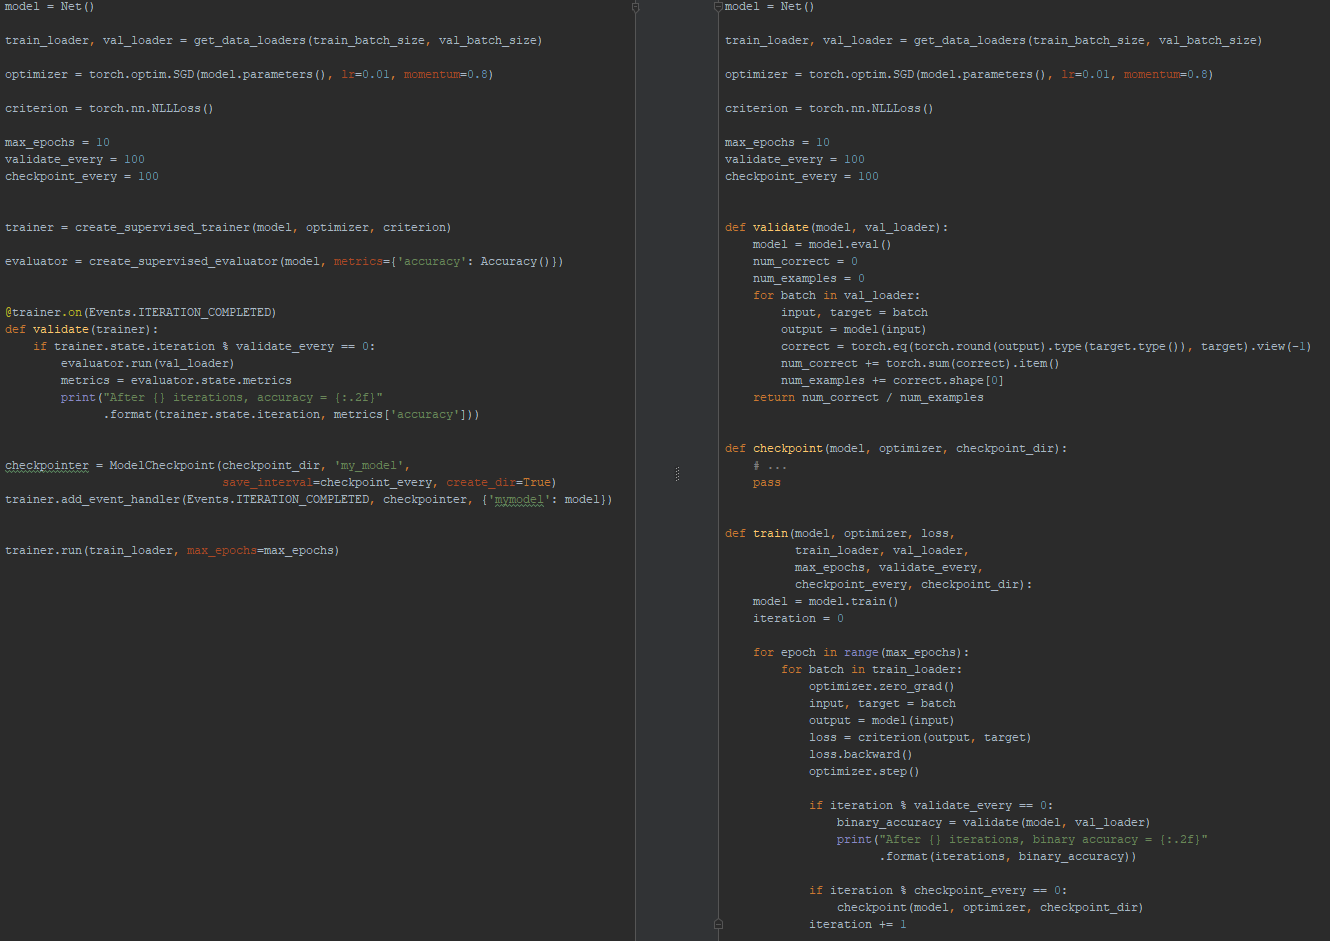 model = Net()
train_loader, val_loader = get_data_loaders(train_batch_size, val_batch_size)
optimizer = torch.optim.SGD(model.parameters(), lr=0.01, momentum=0.8)
criterion = torch.nn.NLLLoss()
max_epochs = 10
validate_every = 100
checkpoint_every = 100
trainer = create_supervised_trainer(model, optimizer, criterion)
evaluator = create_supervised_evaluator(model, metrics={'accuracy': Accuracy()})
@trainer.on(Events.ITERATION_COMPLETED)
def validate(trainer):
    if trainer.state.iteration % validate_every == 0:
        evaluator.run(val_loader)
        metrics = evaluator.state.metrics
        print("After {} iterations, accuracy = {:.2f}"
              .format(trainer.state.iteration, metrics['accuracy']))
checkpointer = ModelCheckpoint(checkpoint_dir, 'my_model',
                               save_interval=checkpoint_every, create_dir=True)
trainer.add_event_handler(Events.ITERATION_COMPLETED, checkpointer, {'mymodel': model})
trainer.run(train_loader, max_epochs=max_epochs)
model = Net()
train_loader, val_loader = get_data_loaders(train_batch_size, val_batch_size)
optimizer = torch.optim.SGD(model.parameters(), lr=0.01, momentum=0.8)
criterion = torch.nn.NLLLoss()
max_epochs = 10
validate_every = 100
checkpoint_every = 100
def validate(model, val_loader):
    model = model.eval()
    num_correct = 0
    num_examples = 0
    for batch in val_loader:
        input, target = batch
        output = model(input)
        correct = torch.eq(torch.round(output).type(target.type()), target).view(-1)
        num_correct += torch.sum(correct).item()
        num_examples += correct.shape[0]
    return num_correct / num_examples
def checkpoint(model, optimizer, checkpoint_dir):
    # ...
    pass
def train(model, optimizer, loss,
          train_loader, val_loader,
          max_epochs, validate_every,
          checkpoint_every, checkpoint_dir):
    model = model.train()
    iteration = 0
    for epoch in range(max_epochs):
        for batch in train_loader:
            optimizer.zero_grad()
            input, target = batch
            output = model(input)
            loss = criterion(output, target)
            loss.backward()
            optimizer.step()
            if iteration % validate_every == 0:
                binary_accuracy = validate(model, val_loader)
                print("After {} iterations, binary accuracy = {:.2f}"
                      .format(iterations, binary_accuracy))
            if iteration % checkpoint_every == 0:
                checkpoint(model, optimizer, checkpoint_dir)
            iteration += 1